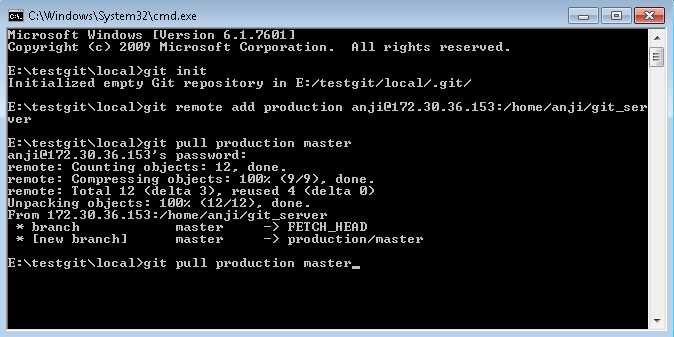 C:\Windows\System32\cmd.exe
Microsoft Windows [Version 6.1.7601]
Copyright (c) 2009 Microsoft Corporation.  All rights reserved.
E:\testgit\local>git init
Initialized empty Git repository in E:/testgit/local/.git/
E:\testgit\local>git remote add production anji@172.30.36.153:/home/anji/git_ser
ver
E:\testgit\local>git pull production master
anji@172.30.36.153's password:
remote: Counting objects: 12, done.
remote: Compressing objects: 100% (9/9), done.
remote: Total 12 (delta 3), reused 4 (delta 0)
Unpacking objects: 100% (12/12), done.
From 172.30.36.153:/home/anji/git_server
 * branch            master     -> FETCH_HEAD
 * [new branch]      master     -> production/master
E:\testgit\local>git pull production master_